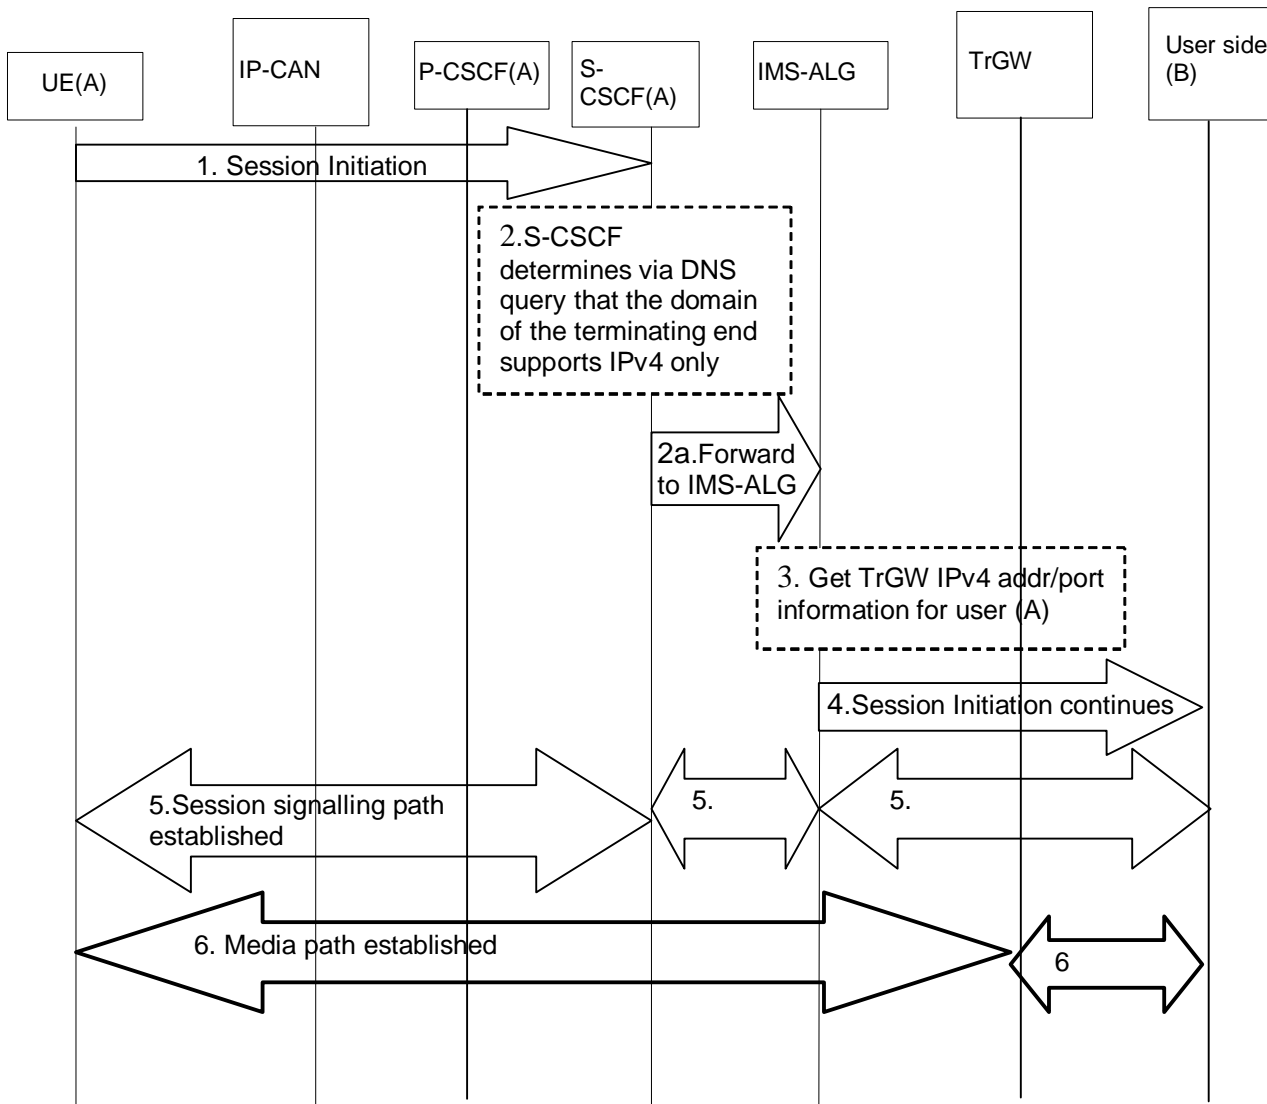 UE(A)
IP-CAN
P-CSCF(A)
S-
CSCF(A)
IMS-ALG
TrGW
User side
(B)
1. Session Initiation
2.S-CSCF
determines via DNS
query that the domain
of the terminating end
supports IPv4 only
2a.Forward
to IMS-ALG
3. Get TrGW IPv4 addr/port
information for user (A)
4.Session Initiation continues
5.Session signalling path
established
5.
5.
6. Media path established
6